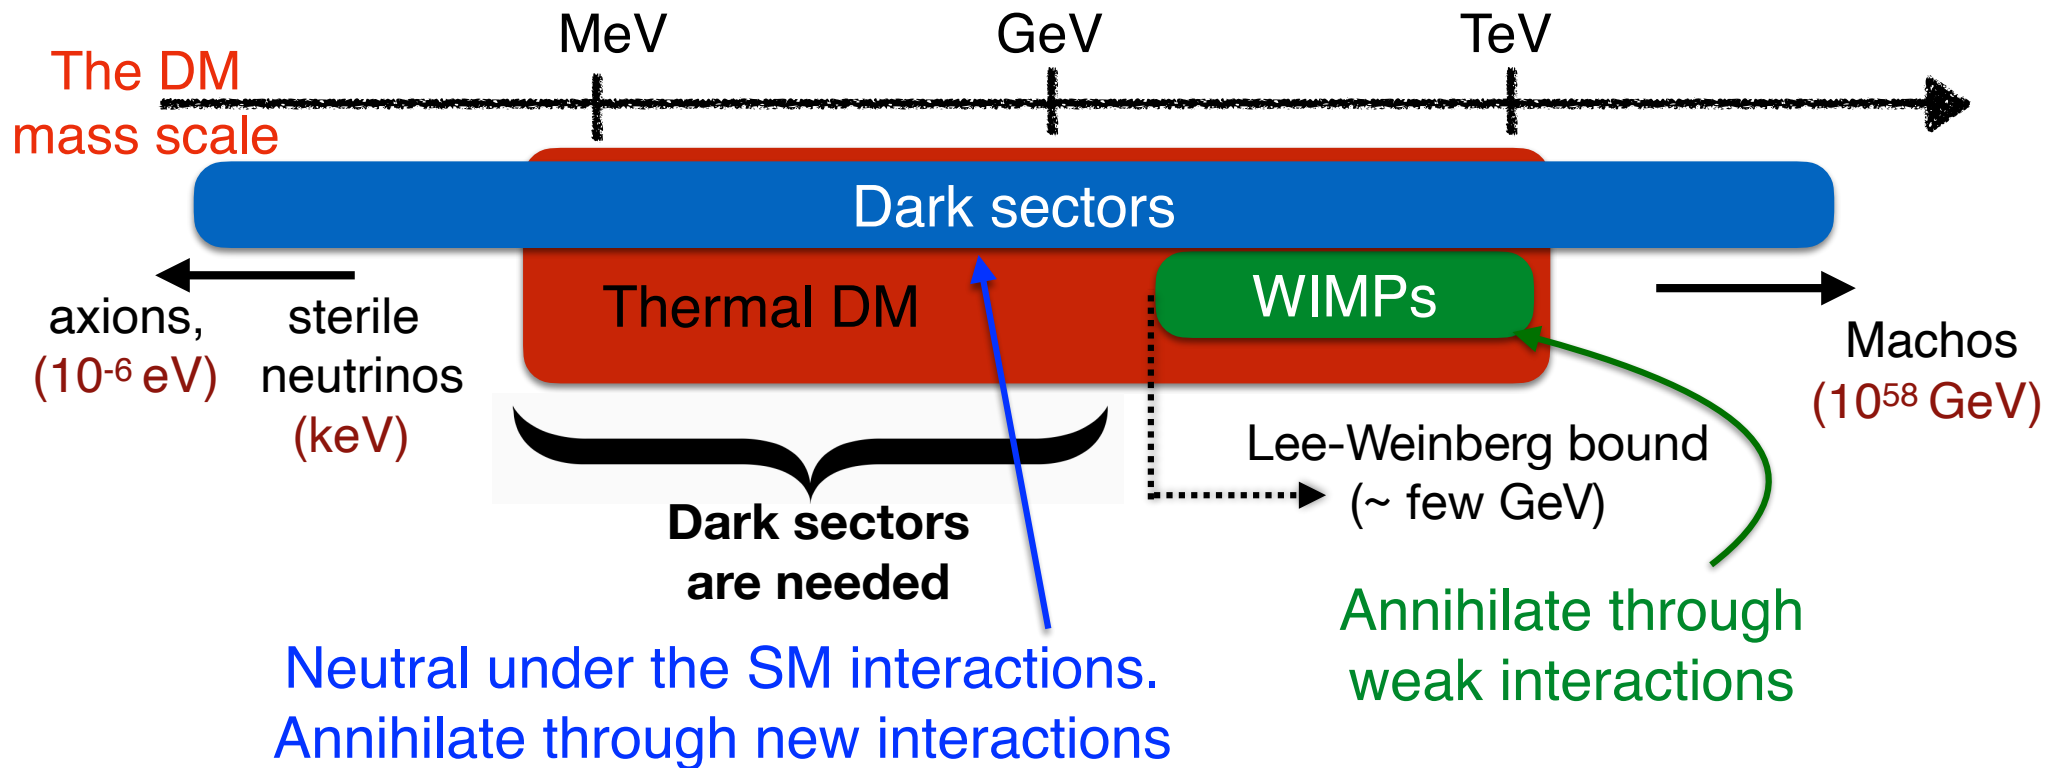 MeV
GeV
TeV
The DM
mass scale
Dark sectors
Thermal DM
WIMPs
axions,
(10⁻⁶ eV)
sterile
neutrinos
(keV)
Machos
(10⁵⁸ GeV)
Lee-Weinberg bound
(~ few GeV)
Dark sectors
are needed
Annihilate through
weak interactions
Neutral under the SM interactions.
Annihilate through new interactions